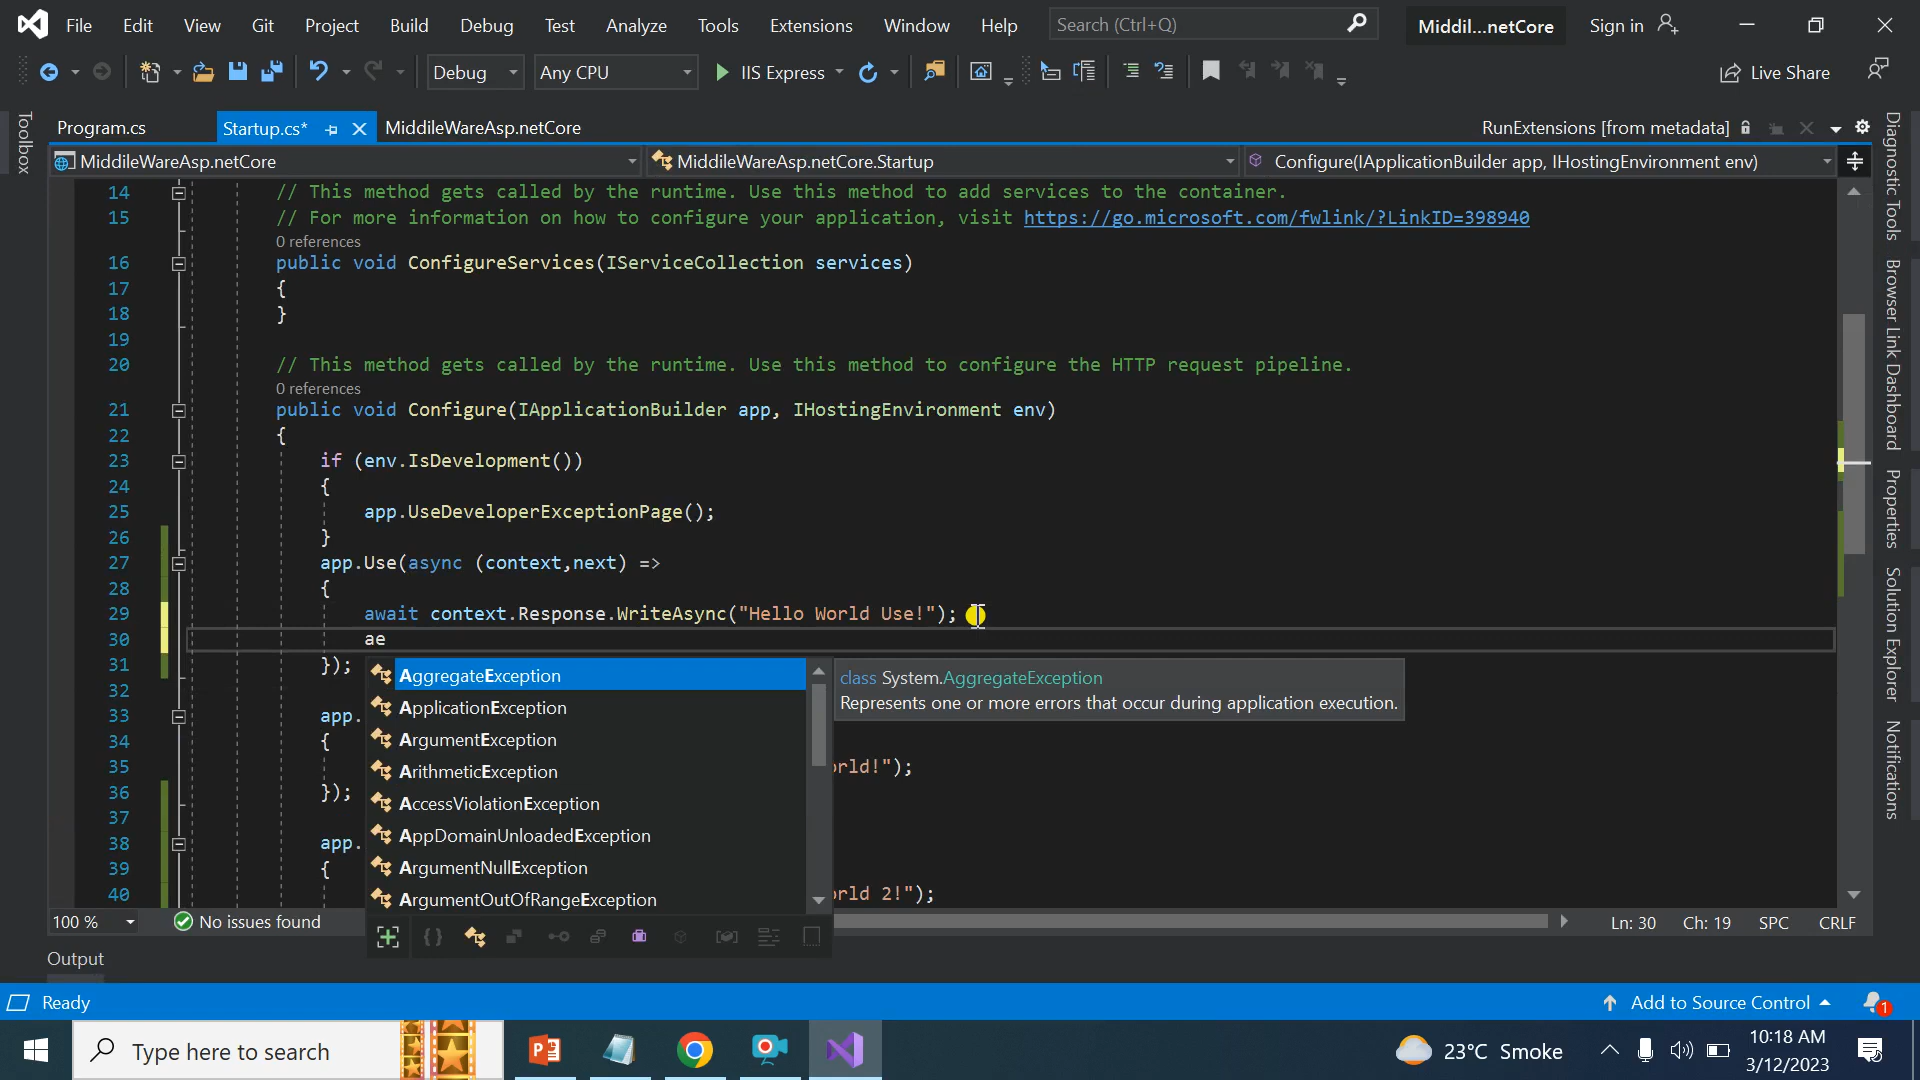 File Edit View Git Project Build Debug Test Analyze Tools Extensions Window Help Search (Ctrl+Q) Middil...netCore Sign in
Debug Any CPU IIS Express Live Share
Toolbox
Program.cs Startup.cs* MiddileWareAsp.netCore RunExtensions [from metadata]
MiddileWareAsp.netCore MiddileWareAsp.netCore.Startup Configure(IApplicationBuilder app, IHostingEnvironment env)
14 // This method gets called by the runtime. Use this method to add services to the container.
15 // For more information on how to configure your application, visit https://go.microsoft.com/fwlink/?LinkID=398940
0 references
16 public void ConfigureServices(IServiceCollection services)
17 {
18 }
19
20 // This method gets called by the runtime. Use this method to configure the HTTP request pipeline.
0 references
21 public void Configure(IApplicationBuilder app, IHostingEnvironment env)
22 {
23 if (env.IsDevelopment())
24 {
25 app.UseDeveloperExceptionPage();
26 }
27 app.Use(async (context,next) =>
28 {
29 await context.Response.WriteAsync("Hello World Use!");
30 ae
31 });
32
33 app.
34 {
35 orld!");
36 });
37
38 app.
39 {
40 orld 2!");
AggregateException
ApplicationException
ArgumentException
ArithmeticException
AccessViolationException
AppDomainUnloadedException
ArgumentNullException
ArgumentOutOfRangeException
class System.AggregateException
Represents one or more errors that occur during application execution.
Diagnostic Tools
Browser Link Dashboard
Properties
Solution Explorer
Notifications
100 % No issues found Ln: 30 Ch: 19 SPC CRLF
Output
Ready Add to Source Control 1
Type here to search 23°C Smoke 10:18 AM
3/12/2023